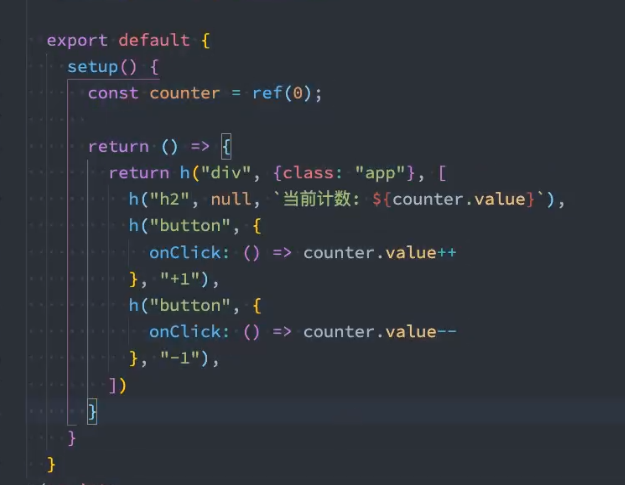 export default {
setup() {
const counter = ref(0);
return () => {
return h("div", {class: "app"}, [
h("h2", null, `当前计数: ${counter.value}`),
h("button", {
onClick: () => counter.value++
}, "+1"),
h("button", {
onClick: () => counter.value--
}, "-1"),
])
}
}
}